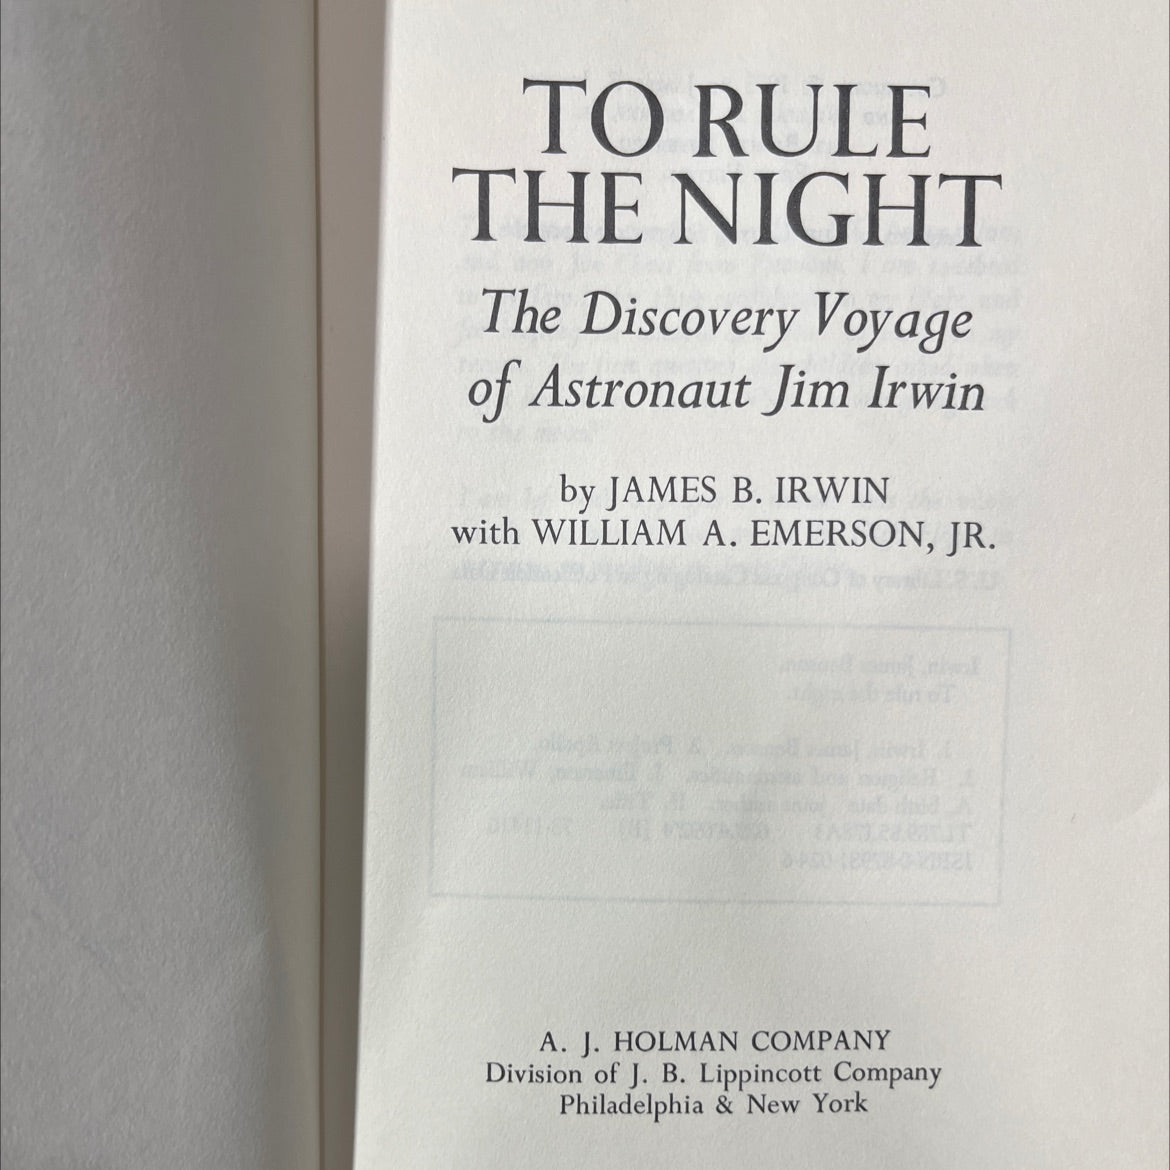 TO RULE
THE NIGHT
The Discovery Voyage
of Astronaut Jim Irwin
by JAMES B. IRWIN
with WILLIAM A. EMERSON, JR.
A. J. HOLMAN COMPANY
Division of J. B. Lippincott Company
Philadelphia & New York